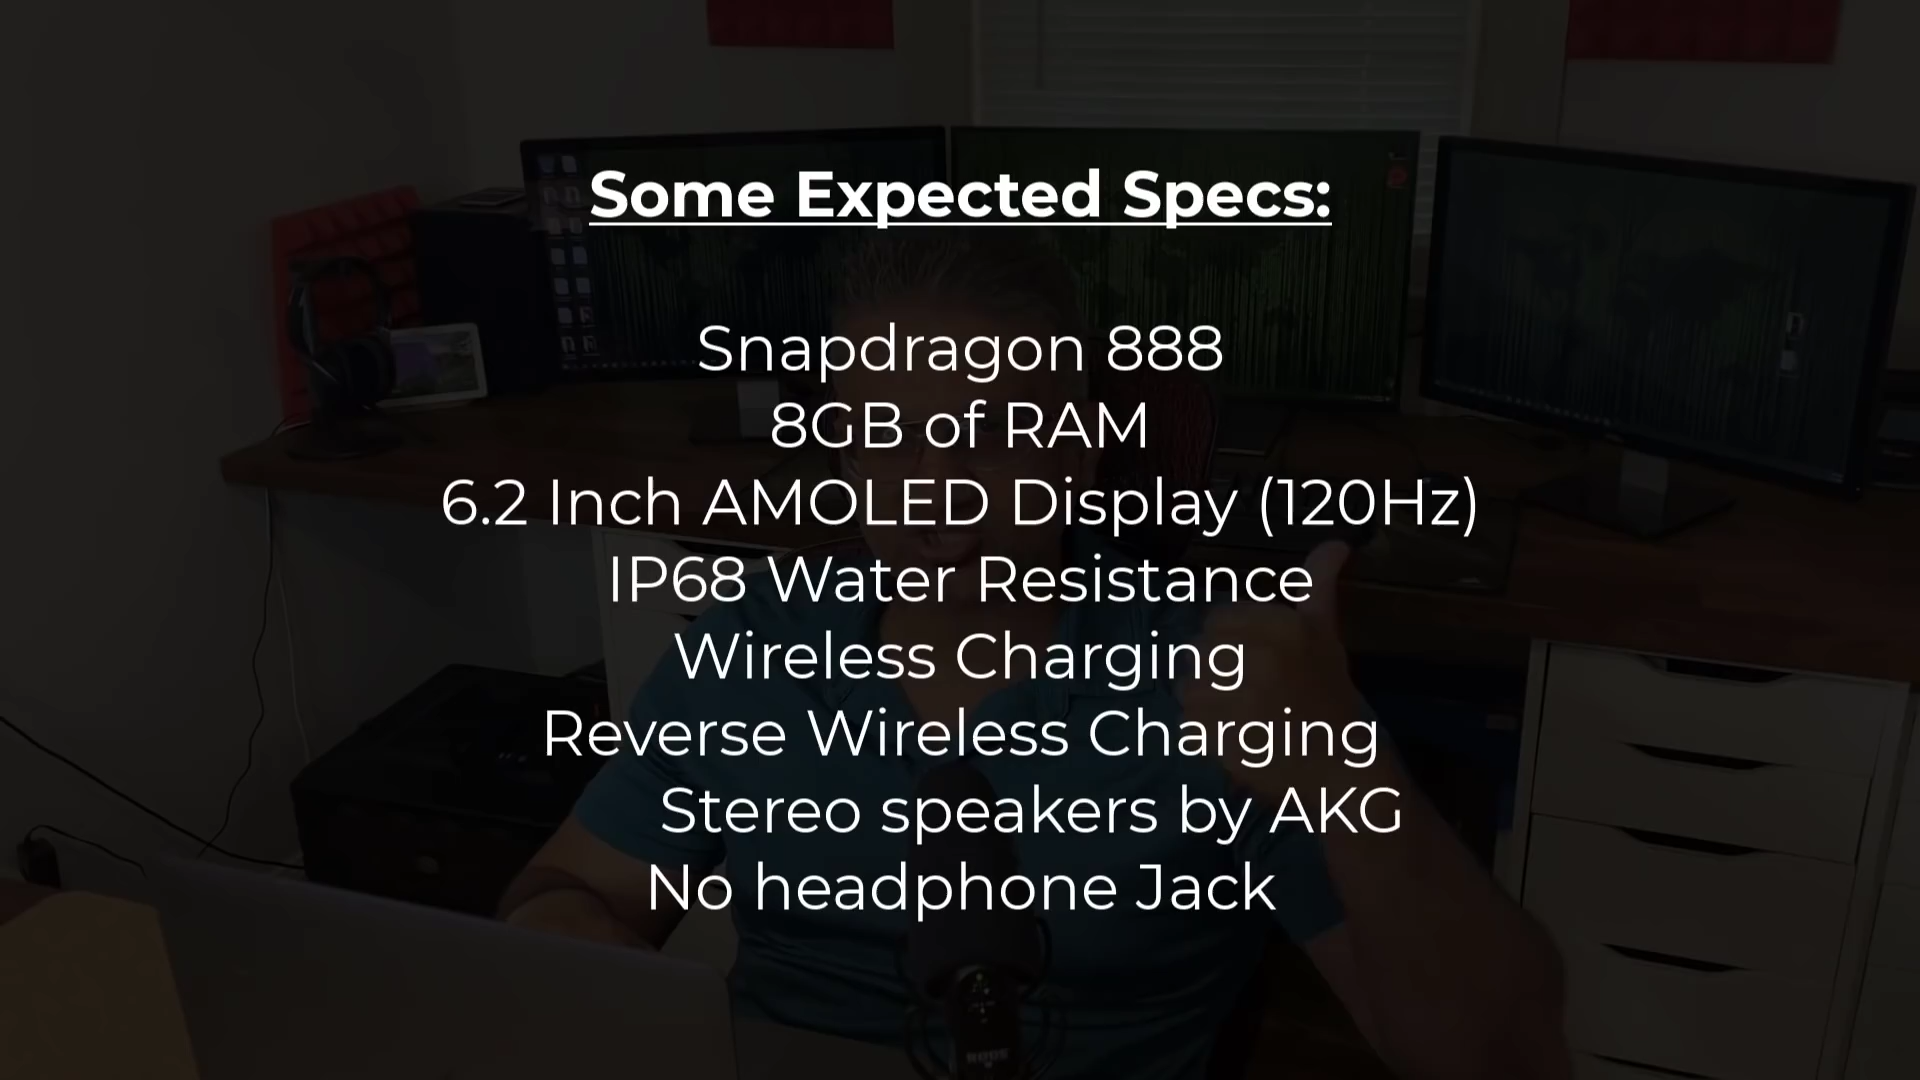 Some Expected Specs:
Snapdragon 888
8GB of RAM
6.2 Inch AMOLED Display (120Hz)
IP68 Water Resistance
Wireless Charging
Reverse Wireless Charging
Stereo speakers by AKG
No headphone Jack
RODE